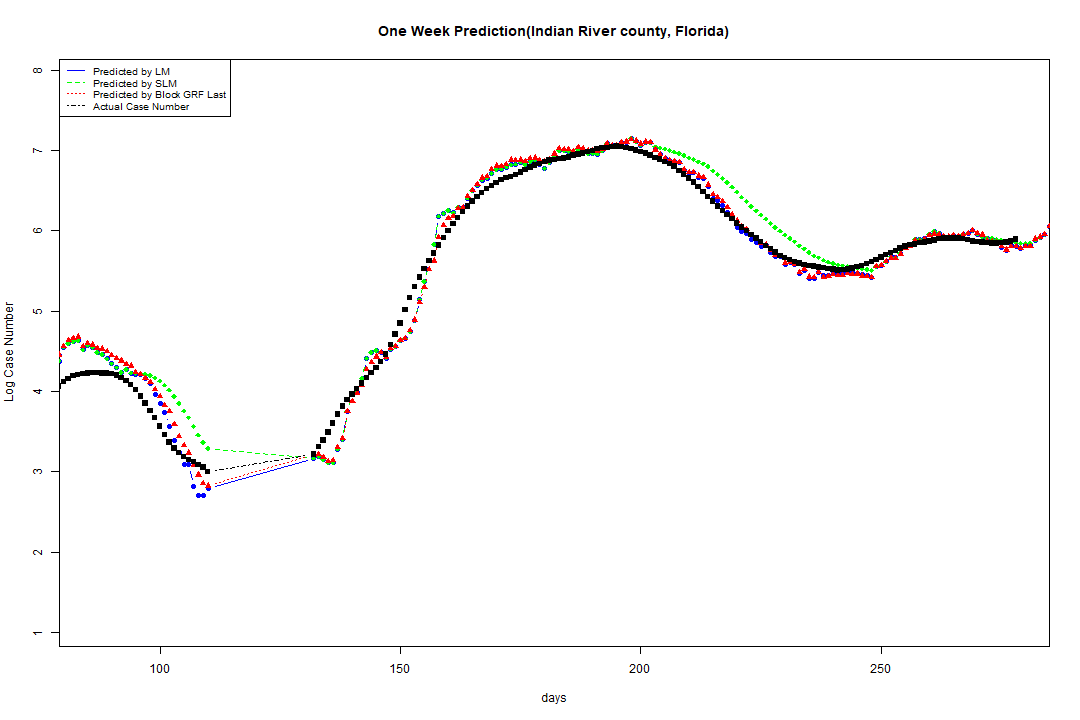 One Week Prediction(Indian River county, Florida)
Predicted by LM
Predicted by SLM
Predicted by Block GRF Last
Actual Case Number
8
7
6
5
4
3
2
1
Log Case Number
100 150 200 250
days